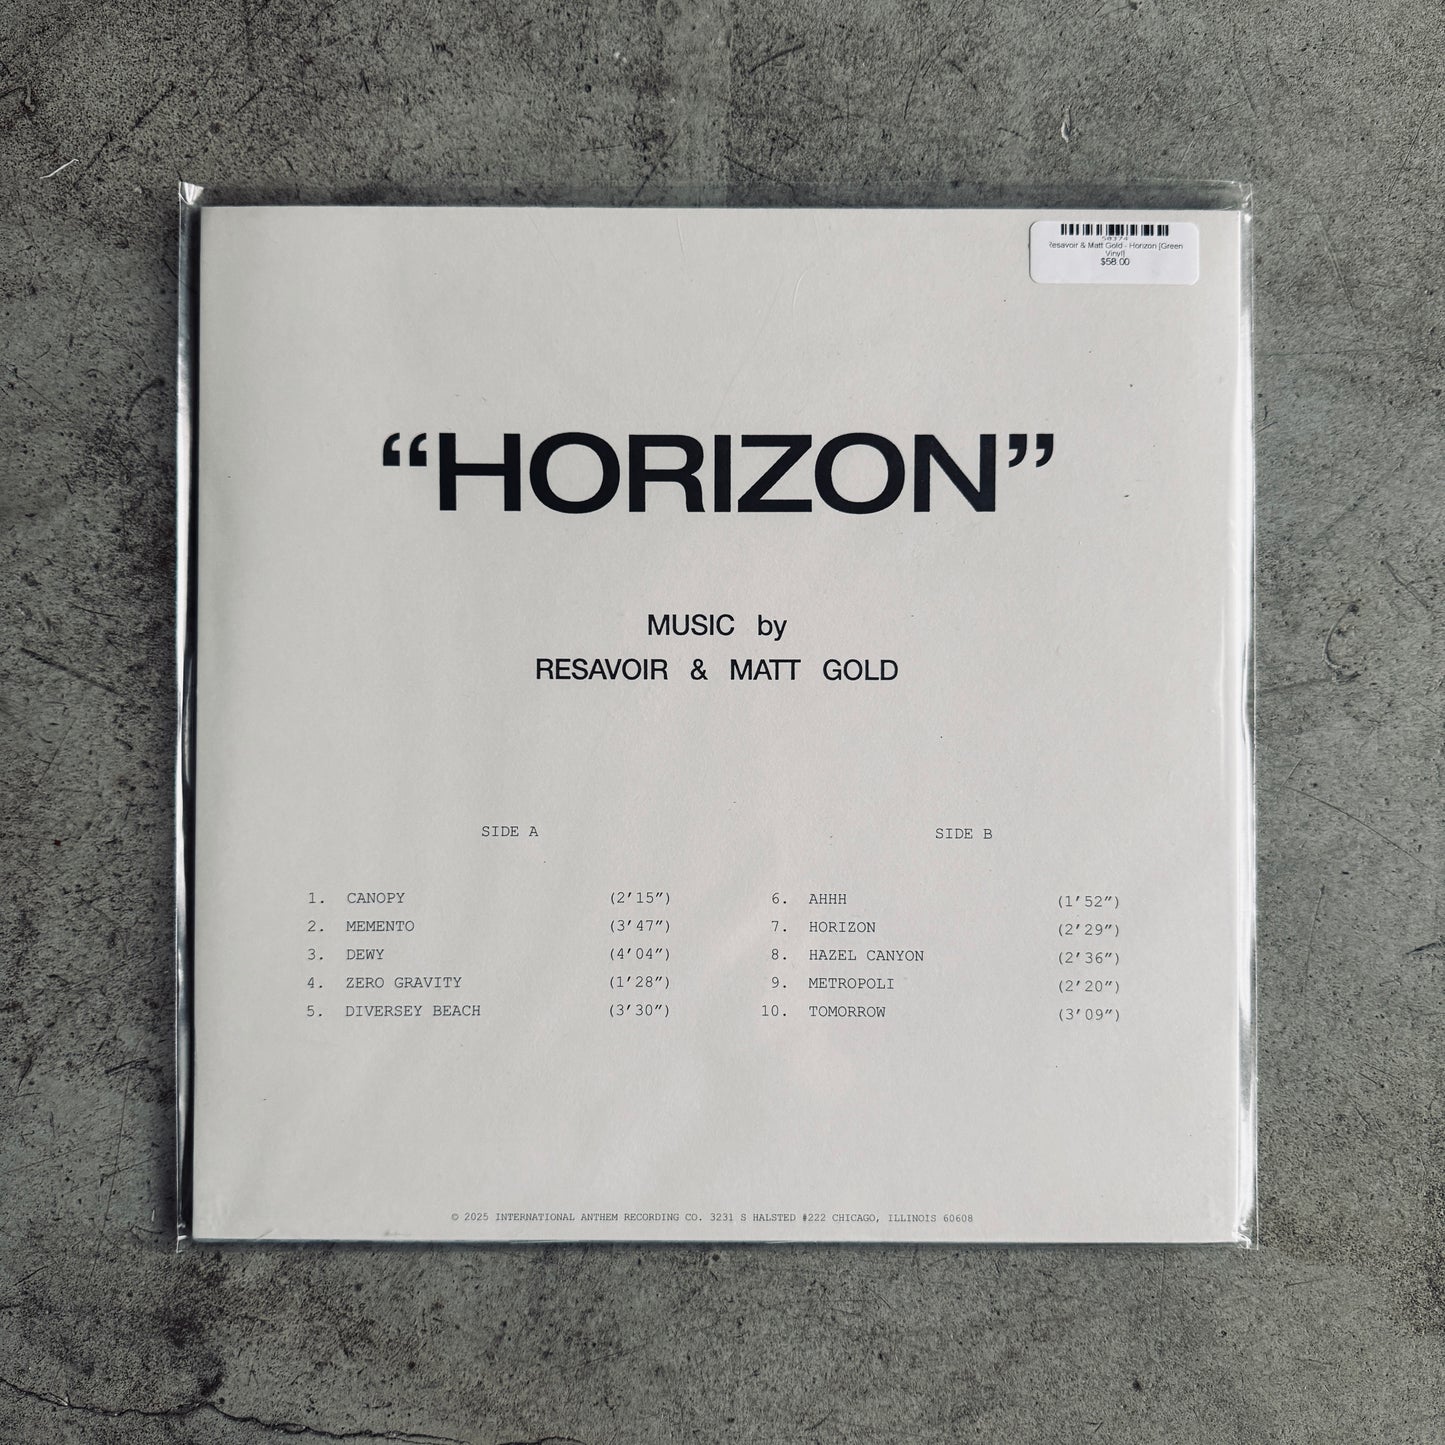 50374
Resavoir & Matt Gold - Horizon (Green
Vinyl)
$58.00
“HORIZON”
MUSIC by
RESAVOIR & MATT GOLD
SIDE A
1. CANOPY (2’15”)
2. MEMENTO (3’47”)
3. DEWY (4’04”)
4. ZERO GRAVITY (1’28”)
5. DIVERSEY BEACH (3’30”)
SIDE B
6. AHHH (1’52”)
7. HORIZON (2’29”)
8. HAZEL CANYON (2’36”)
9. METROPOLI (2’20”)
10. TOMORROW (3’09”)
© 2025 INTERNATIONAL ANTHEM RECORDING CO. 3231 S HALSTED #222 CHICAGO, ILLINOIS 60608